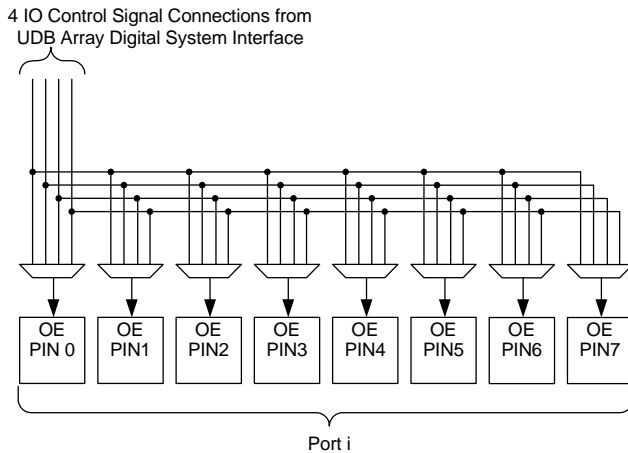 4 IO Control Signal Connections from
UDB Array Digital System Interface
OE OE OE OE OE OE OE OE
PIN 0 PIN1 PIN2 PIN3 PIN4 PIN5 PIN6 PIN7
Port i